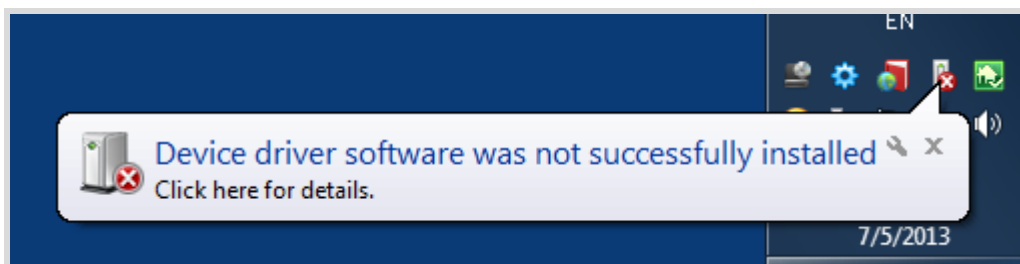 EN
Device driver software was not successfully installed
Click here for details.
7/5/2013